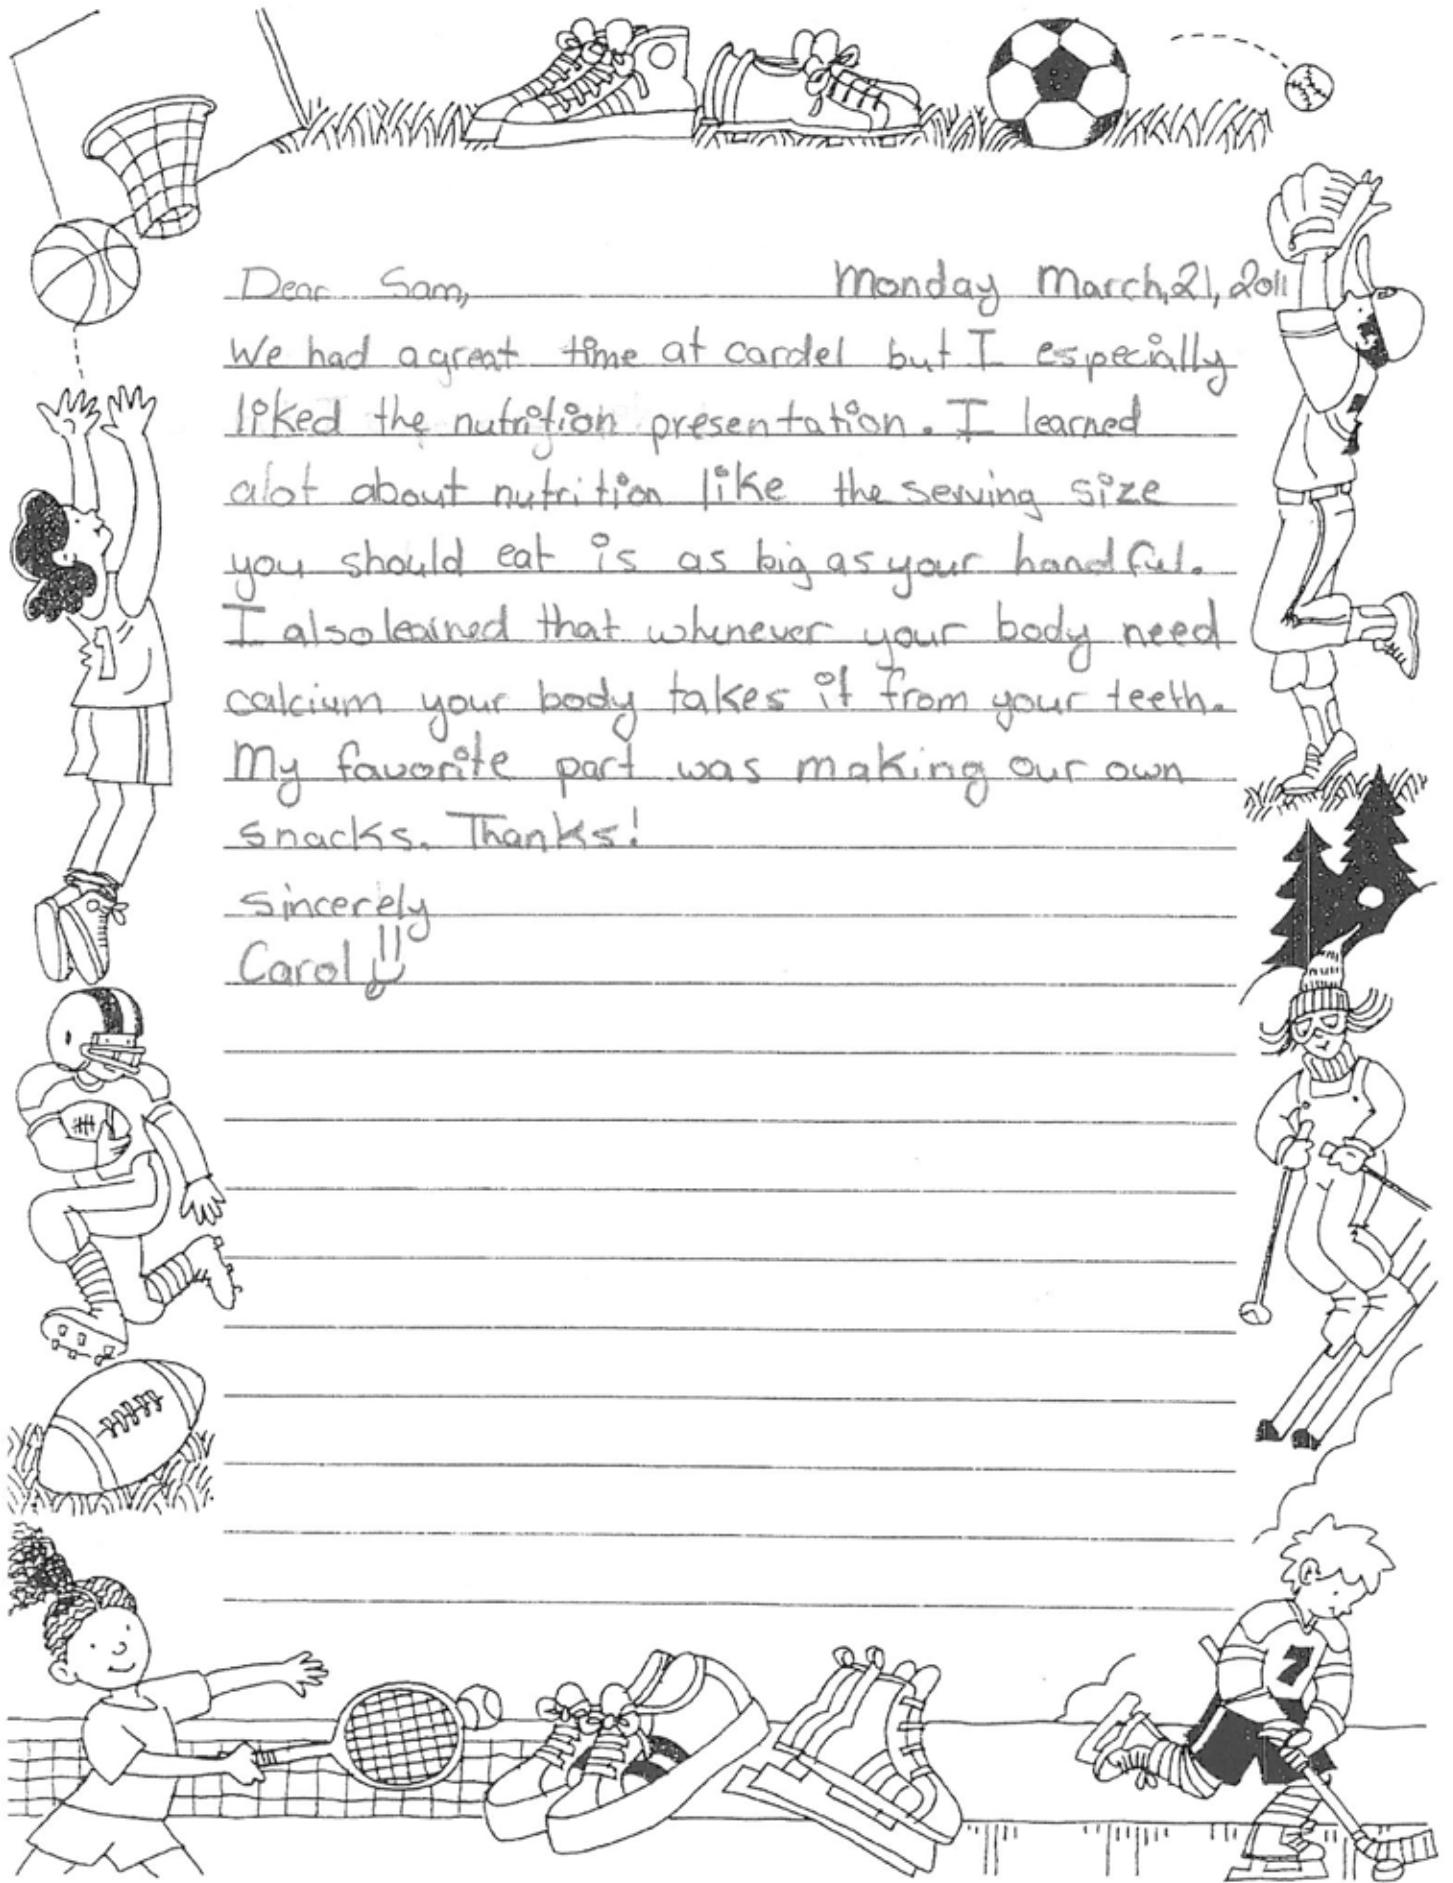 Dear Sam, Monday March,21,2011
We had a great time at cardel but I especially
liked the nutrition presentation. I learned
alot about nutrition like the serving size
you should eat is as big as your handful.
I also learned that whenever your body need
calcium your body takes it from your teeth.
My favorite part was making our own
snacks. Thanks!
sincerely
Carol!!
7